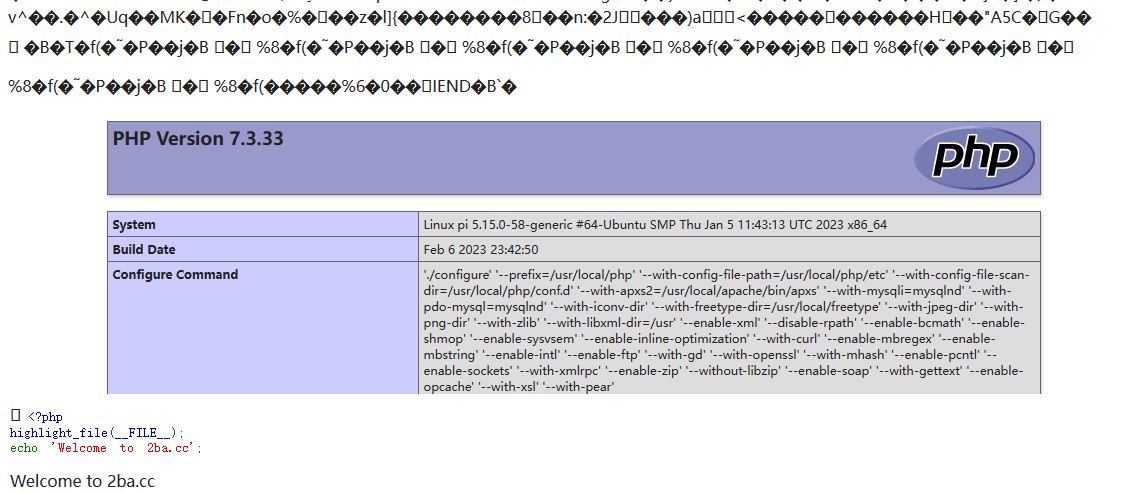 v^��.�^�Uq��MK�▯�Fn�o�%�▯��z�l]{��������8▯��n:�2J▯▯���)a▯▯▯<�����▯������H▯��"A5C�▯G��
▯ �B�T�f(�˜�P��j�B ▯�▯ %8�f(�˜�P��j�B ▯�▯ %8�f(�˜�P��j�B ▯�▯ %8�f(�˜�P��j�B ▯�▯ %8�f(�˜�P��j�B ▯�▯
%8�f(�˜�P��j�B ▯�▯ %8�f(�����%6�0��▯IEND�B`�
PHP Version 7.3.33
php
System Linux pi 5.15.0-58-generic #64-Ubuntu SMP Thu Jan 5 11:43:13 UTC 2023 x86_64
Build Date Feb 6 2023 23:42:50
Configure Command './configure' '--prefix=/usr/local/php' '--with-config-file-path=/usr/local/php/etc' '--with-config-file-scan-
dir=/usr/local/php/conf.d' '--with-apxs2=/usr/local/apache/bin/apxs' '--with-mysqli=mysqlnd' '--with-
pdo-mysql=mysqlnd' '--with-iconv-dir' '--with-freetype-dir=/usr/local/freetype' '--with-jpeg-dir' '--with-
png-dir' '--with-zlib' '--with-libxml-dir=/usr' '--enable-xml' '--disable-rpath' '--enable-bcmath' '--enable-
shmop' '--enable-sysvsem' '--enable-inline-optimization' '--with-curl' '--enable-mbregex' '--enable-
mbstring' '--enable-intl' '--enable-ftp' '--with-gd' '--with-openssl' '--with-mhash' '--enable-pcntl' '--
enable-sockets' '--with-xmlrpc' '--enable-zip' '--without-libzip' '--enable-soap' '--with-gettext' '--enable-
opcache' '--with-xsl' '--with-pear'
▯ <?php
highlight_file(__FILE__);
echo 'Welcome to 2ba.cc';
Welcome to 2ba.cc